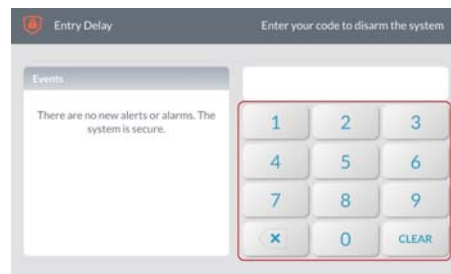 Entry Delay
Enter your code to disarm the system
Events
There are no new alerts or alarms. The
system is secure.
1 2 3
4 5 6
7 8 9
0 CLEAR